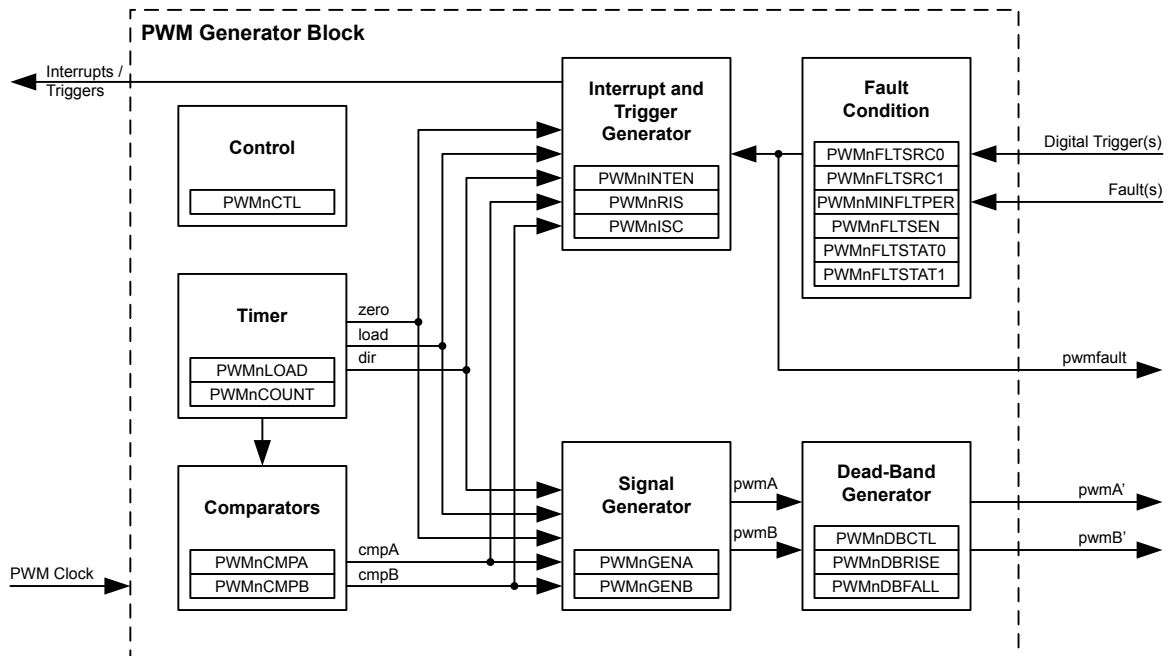 PWM Generator Block
Interrupts /
Triggers
Control
PWMnCTL
Interrupt and
Trigger
Generator
PWMnINTEN
PWMnRIS
PWMnISC
Fault
Condition
PWMnFLTSRC0
PWMnFLTSRC1
PWMnMINFLTPER
PWMnFLTSEN
PWMnFLTSTAT0
PWMnFLTSTAT1
Digital Trigger(s)
Fault(s)
Timer
PWMnLOAD
PWMnCOUNT
zero
load
dir
pwmfault
Comparators
PWMnCMPA
PWMnCMPB
cmpA
cmpB
Signal
Generator
PWMnGENA
PWMnGENB
pwmA
pwmB
Dead-Band
Generator
PWMnDBCTL
PWMnDBRISE
PWMnDBFALL
pwmA’
pwmB’
PWM Clock